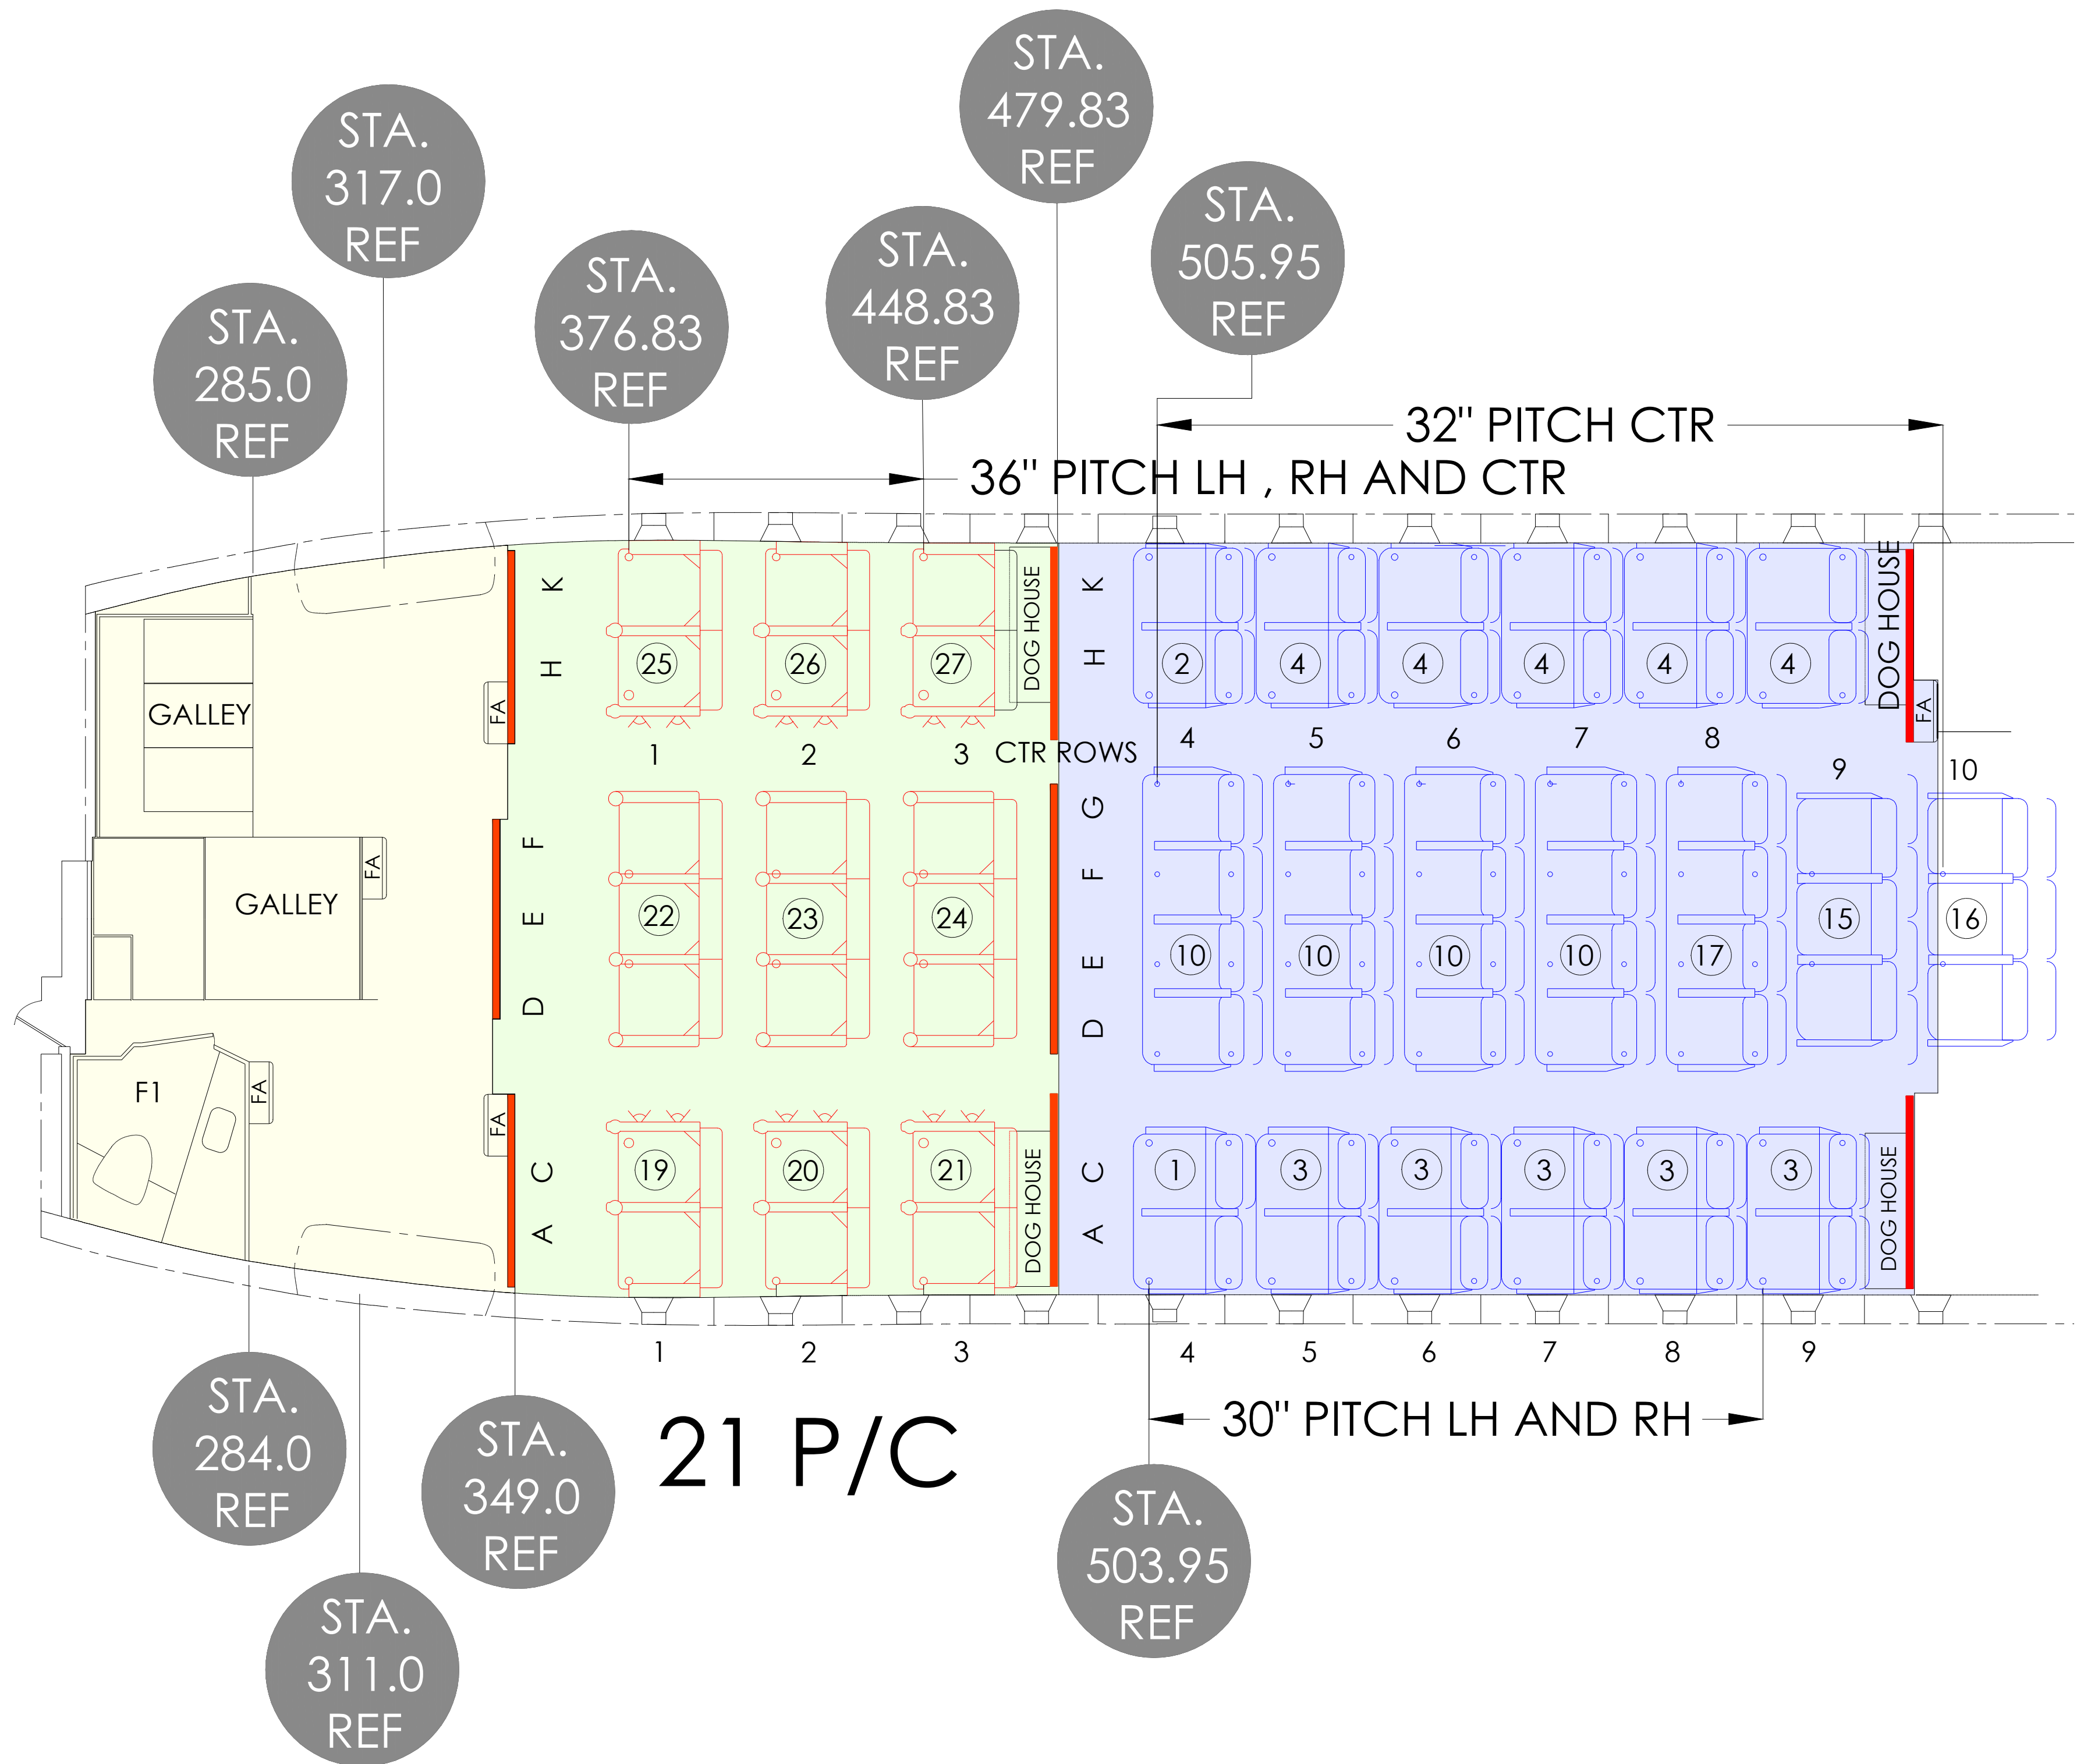 STA.
479.83
REF
STA.
317.0
REF
STA.
505.95
REF
STA.
448.83
REF
STA.
376.83
REF
STA.
285.0
REF
32" PITCH CTR
36" PITCH LH , RH AND CTR
K
H
DOG HOUSE
K
H
DOG HOUSE
25
26
27
2
4
4
4
4
4
GALLEY
FA
FA
1
2
3
CTR ROWS
4
5
6
7
8
9
10
GALLEY
FA
F
E
D
G
F
E
D
22
23
24
10
10
10
10
17
15
16
F1
FA
FA
C
A
19
20
21
DOG HOUSE
C
A
1
3
3
3
3
3
DOG HOUSE
1
2
3
4
5
6
7
8
9
30" PITCH LH AND RH
21 P/C
STA.
284.0
REF
STA.
349.0
REF
STA.
503.95
REF
STA.
311.0
REF